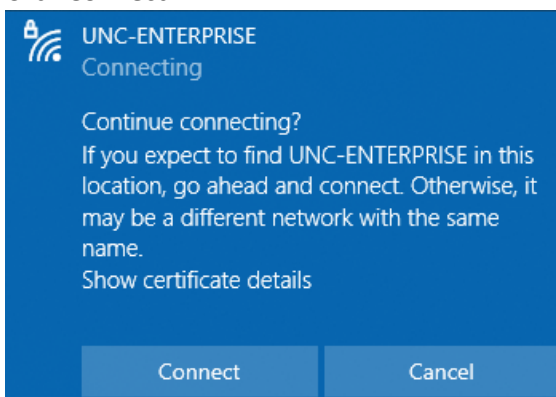 UNC-ENTERPRISE
Connecting
Continue connecting?
If you expect to find UNC-ENTERPRISE in this
location, go ahead and connect. Otherwise, it
may be a different network with the same
name.
Show certificate details
Connect
Cancel